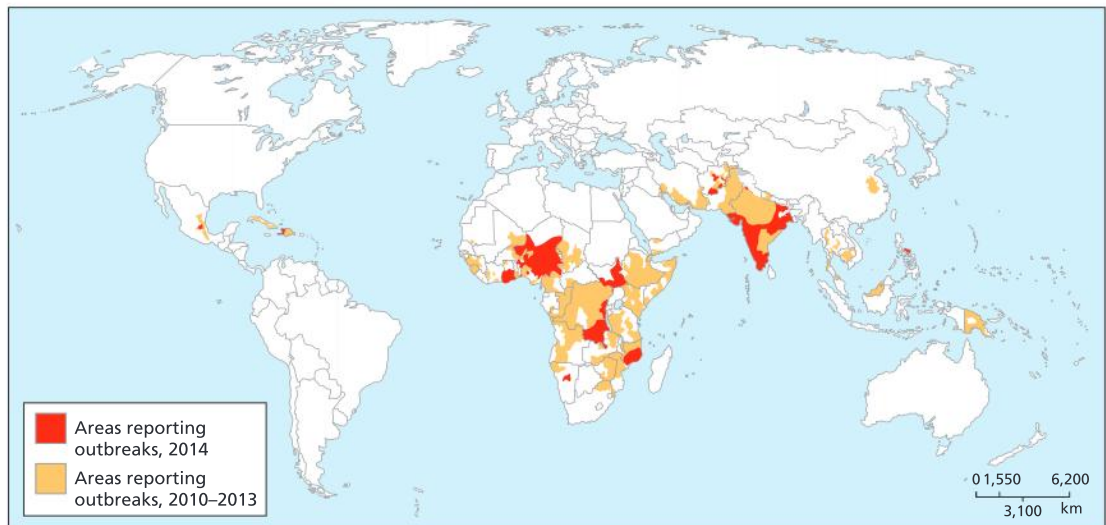 Areas reporting
outbreaks, 2014
Areas reporting
outbreaks, 2010–2013
0 1,550 6,200
3,100 km